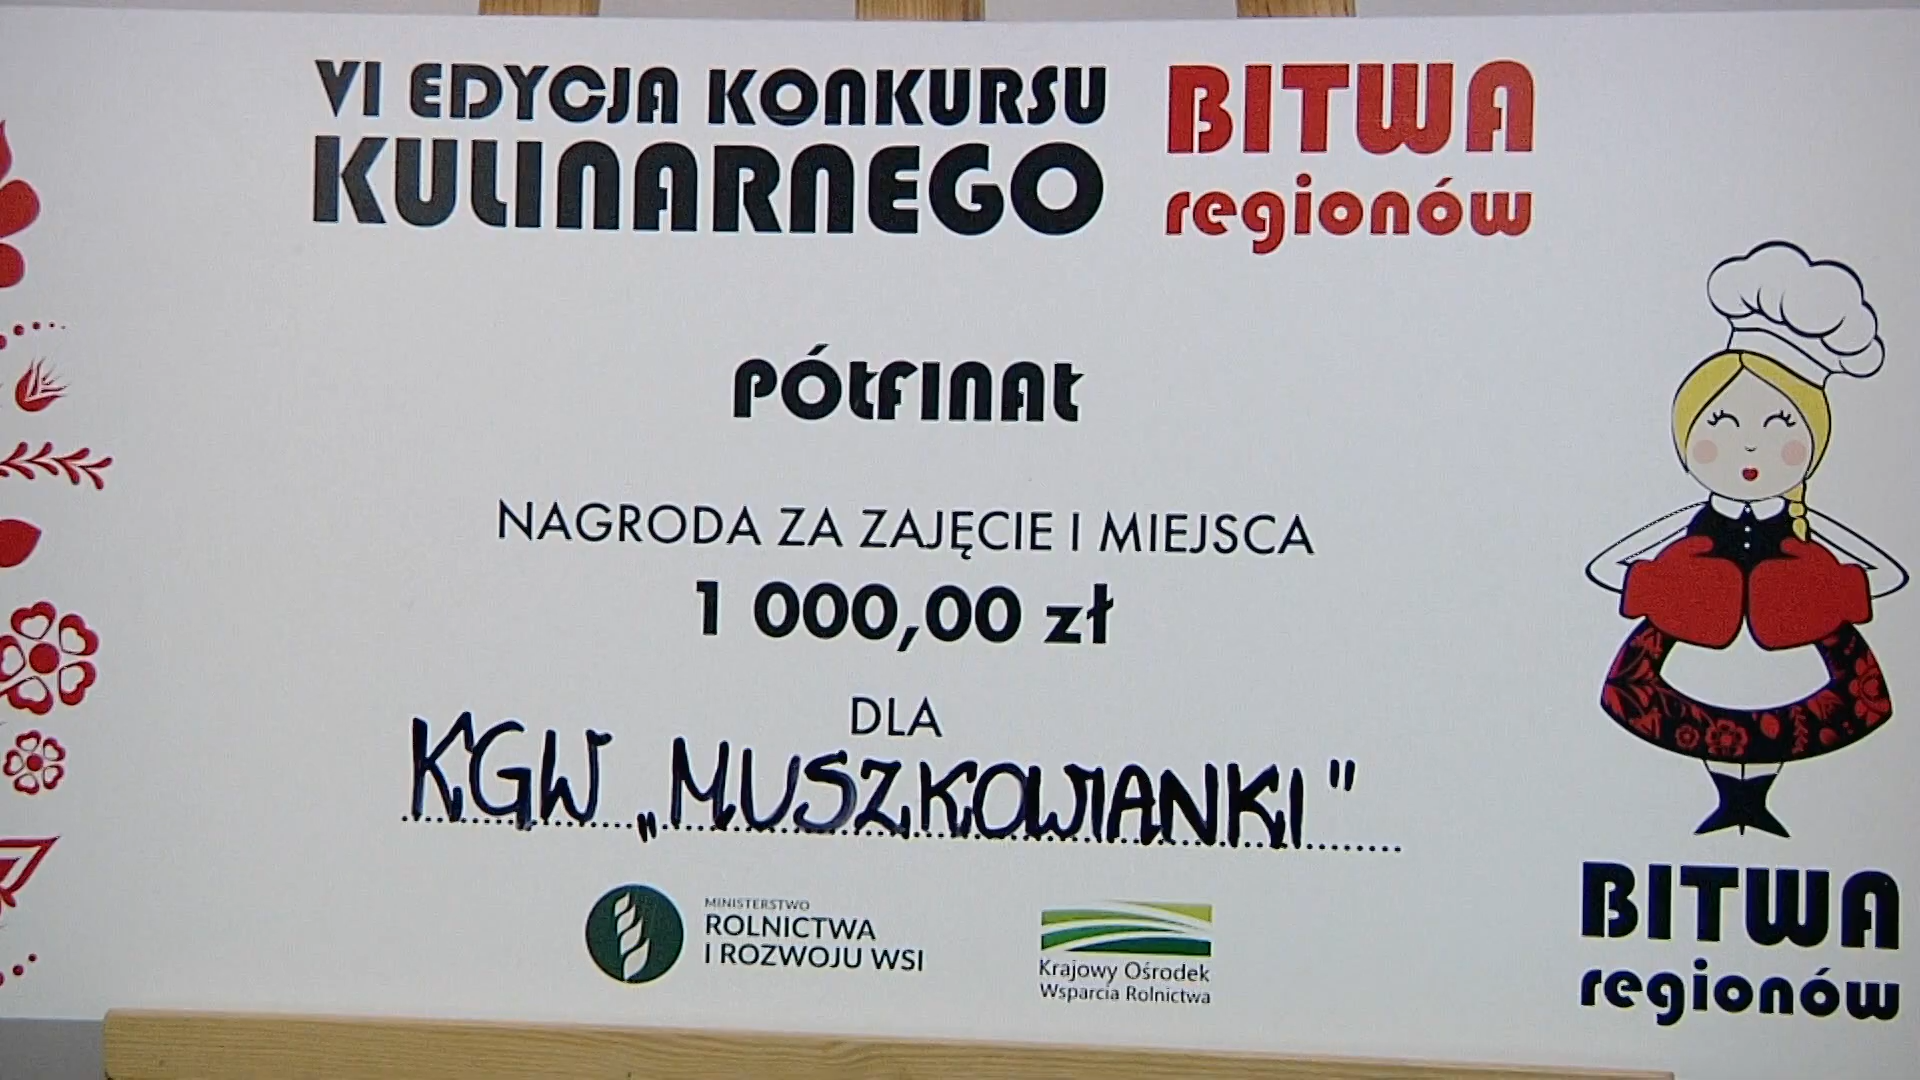 VI EDYCJA KONKURSU
KULINARNEGO
BITWA
regionów
PÓŁFINAŁ
NAGRODA ZA ZAJĘCIE I MIEJSCA
1 000,00 zł
DLA
KGW „MUSZKOWIANKI"
MINISTERSTWO
ROLNICTWA
I ROZWOJU WSI
Krajowy Ośrodek
Wsparcia Rolnictwa
BITWA
regionów